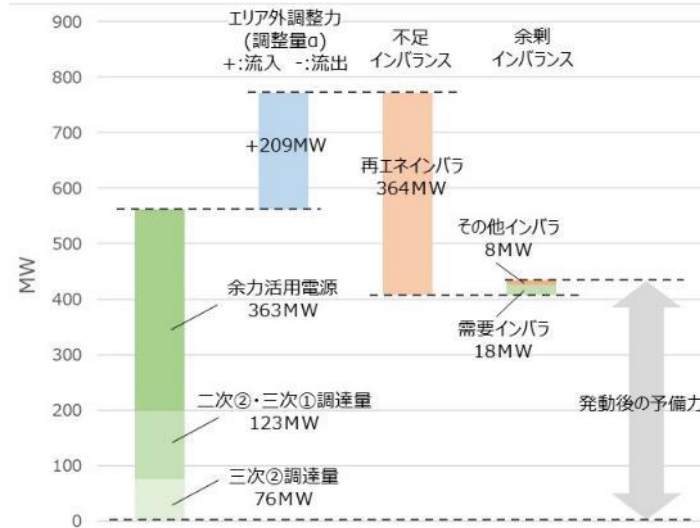 900
800
700
600
500
400
300
200
100
0
MW
エリア外調整力
(調整量α)
+:流入 -:流出
不足
インバランス
余剰
インバランス
+209MW
再エネインバラ
364MW
その他インバラ
8MW
余力活用電源
363MW
需要インバラ
18MW
二次②・三次①調達量
123MW
発動後の予備力
三次②調達量
76MW